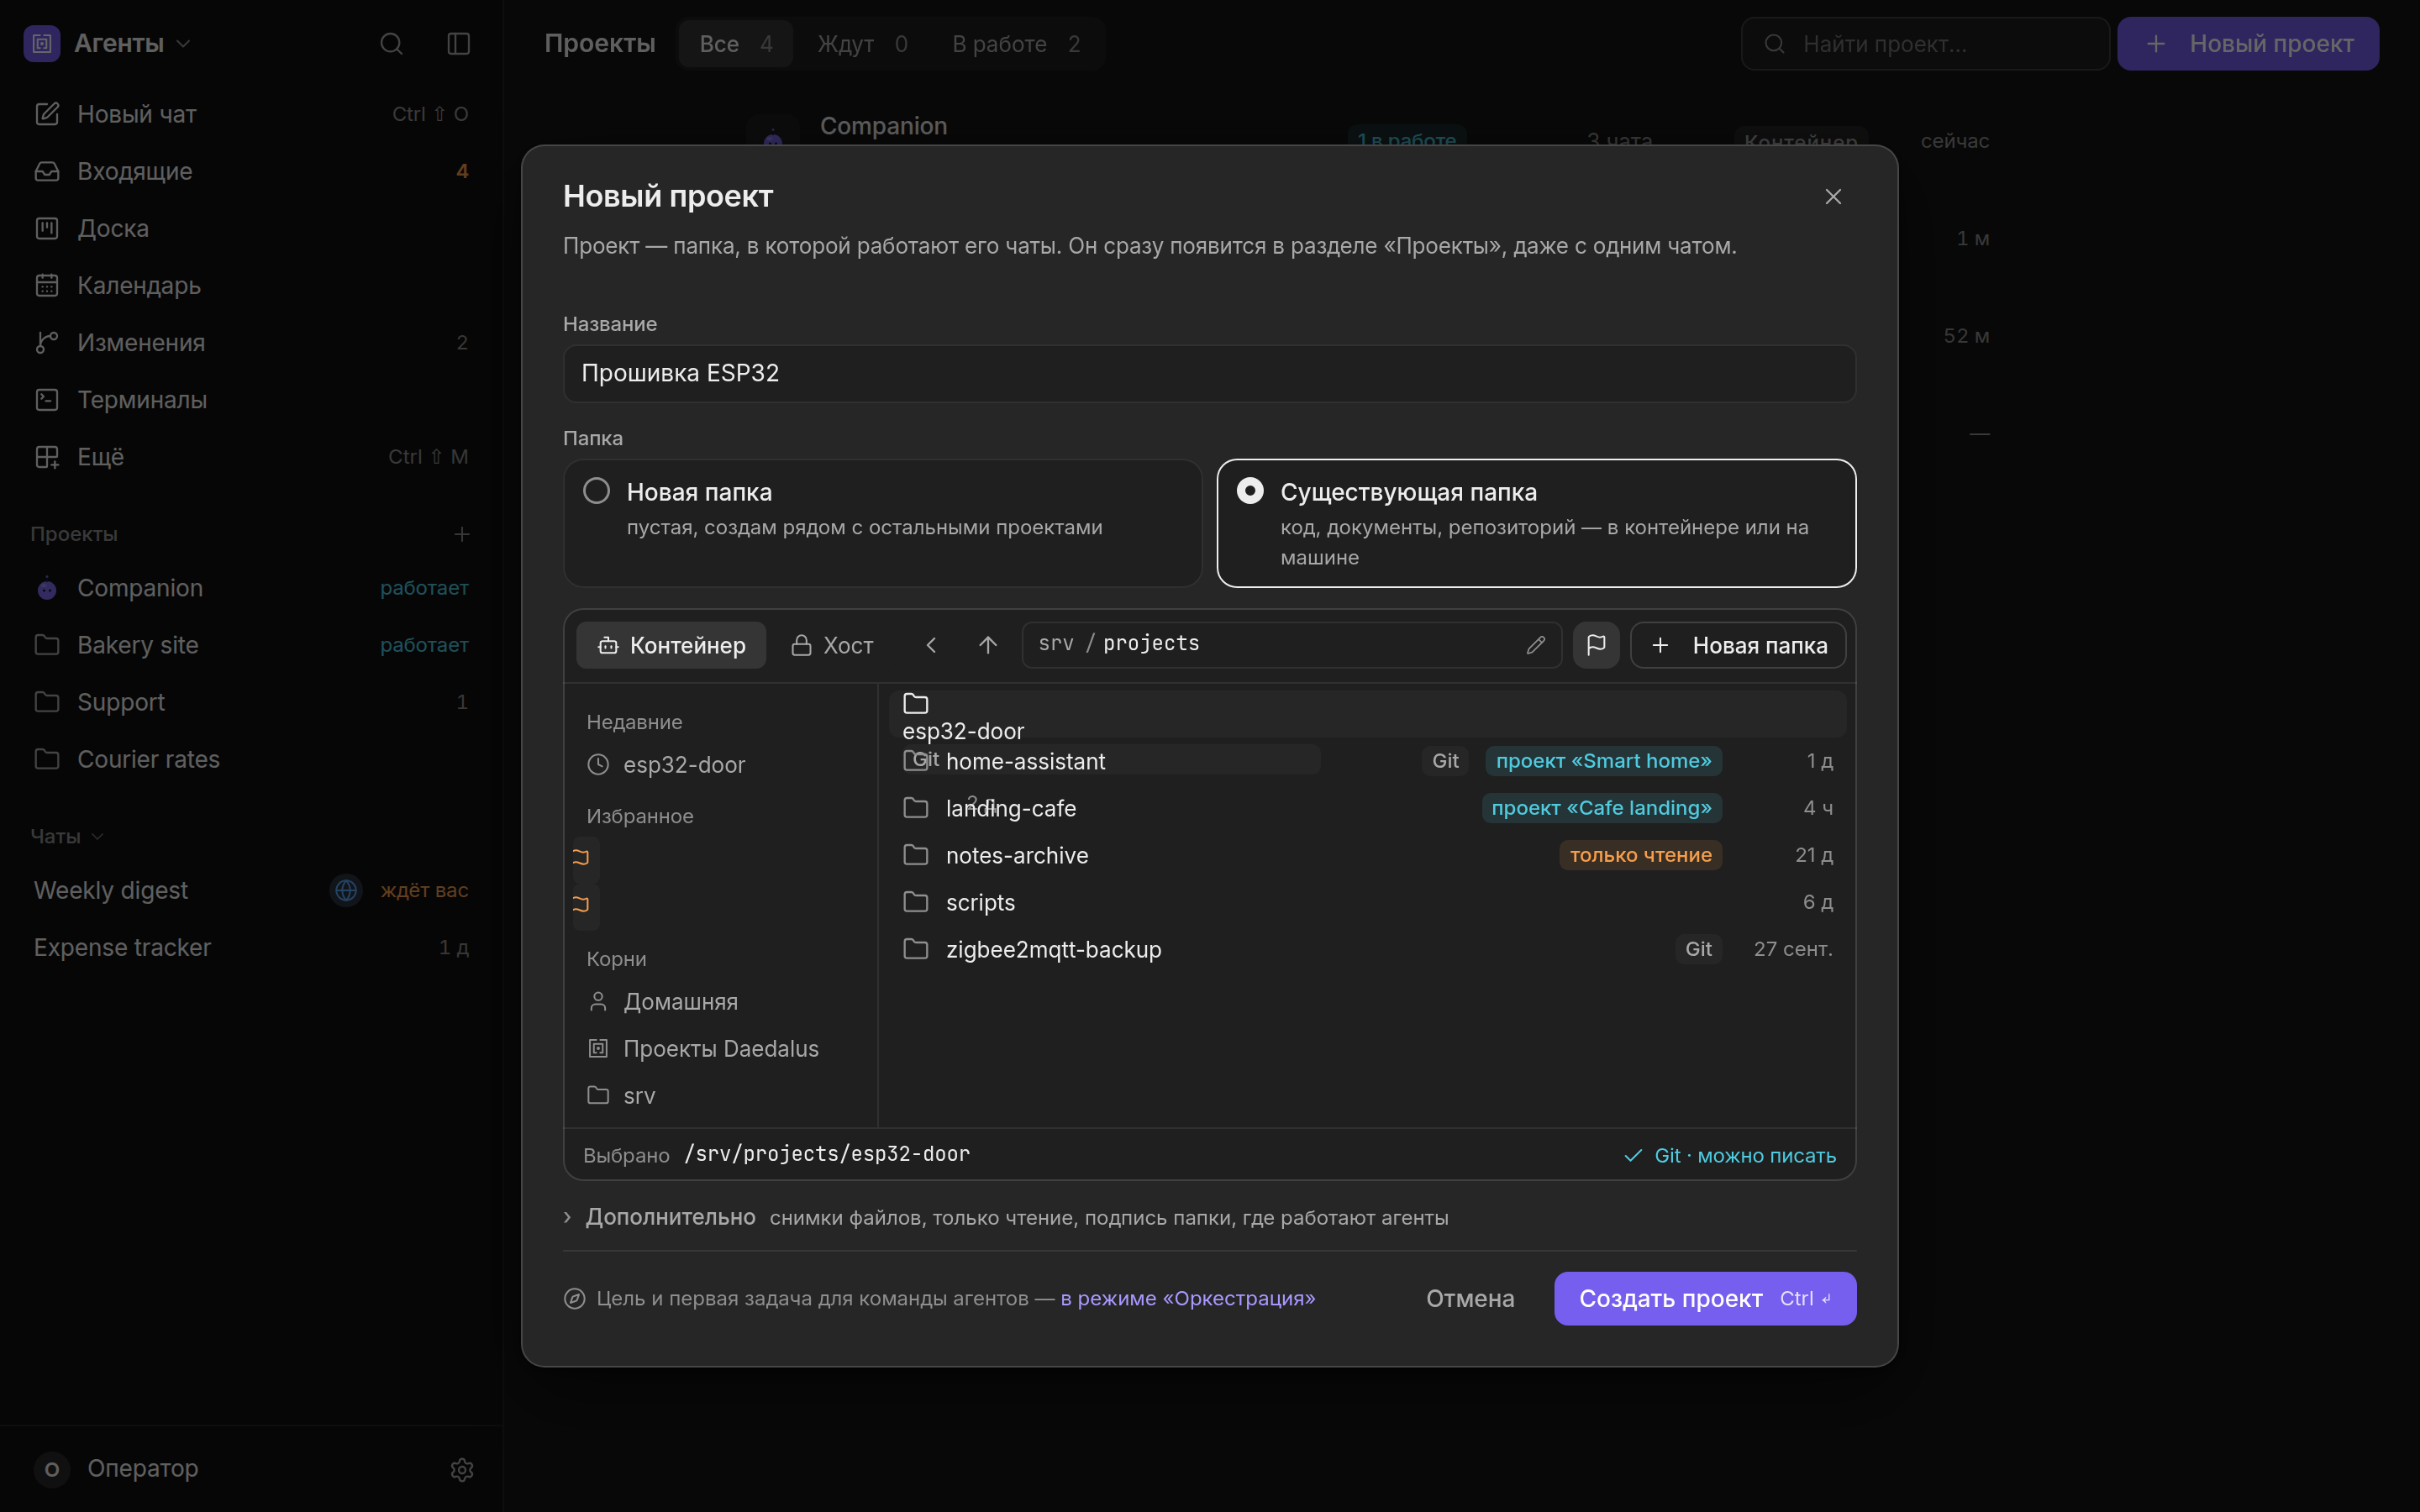 Агенты
Проекты
Все 4
Ждут 0
В работе 2
Найти проект...
Новый проект
Новый чат Ctrl ⇧ O
Входящие 4
Доска
Календарь
Изменения 2
Терминалы
Ещё Ctrl ⇧ M
Проекты
Companion работает
Bakery site работает
Support 1
Courier rates
Чаты
Weekly digest ждёт вас
Expense tracker 1 д
O Оператор
Companion 1 в работе 3 чата Контейнер сейчас
1 м
52 м
—
Новый проект
Проект — папка, в которой работают его чаты. Он сразу появится в разделе «Проекты», даже с одним чатом.
Название
Прошивка ESP32
Папка
Новая папка
пустая, создам рядом с остальными проектами
Существующая папка
код, документы, репозиторий — в контейнере или на
машине
Контейнер Хост srv / projects Новая папка
Недавние
esp32-door
Избранное
Корни
Домашняя
Проекты Daedalus
srv
esp32-door
Git
home-assistant Git проект «Smart home» 1 д
landing-cafe проект «Cafe landing» 4 ч
notes-archive только чтение 21 д
scripts 6 д
zigbee2mqtt-backup Git 27 сент.
Выбрано /srv/projects/esp32-door Git · можно писать
› Дополнительно снимки файлов, только чтение, подпись папки, где работают агенты
Цель и первая задача для команды агентов — в режиме «Оркестрация»
Отмена
Создать проект Ctrl ↲